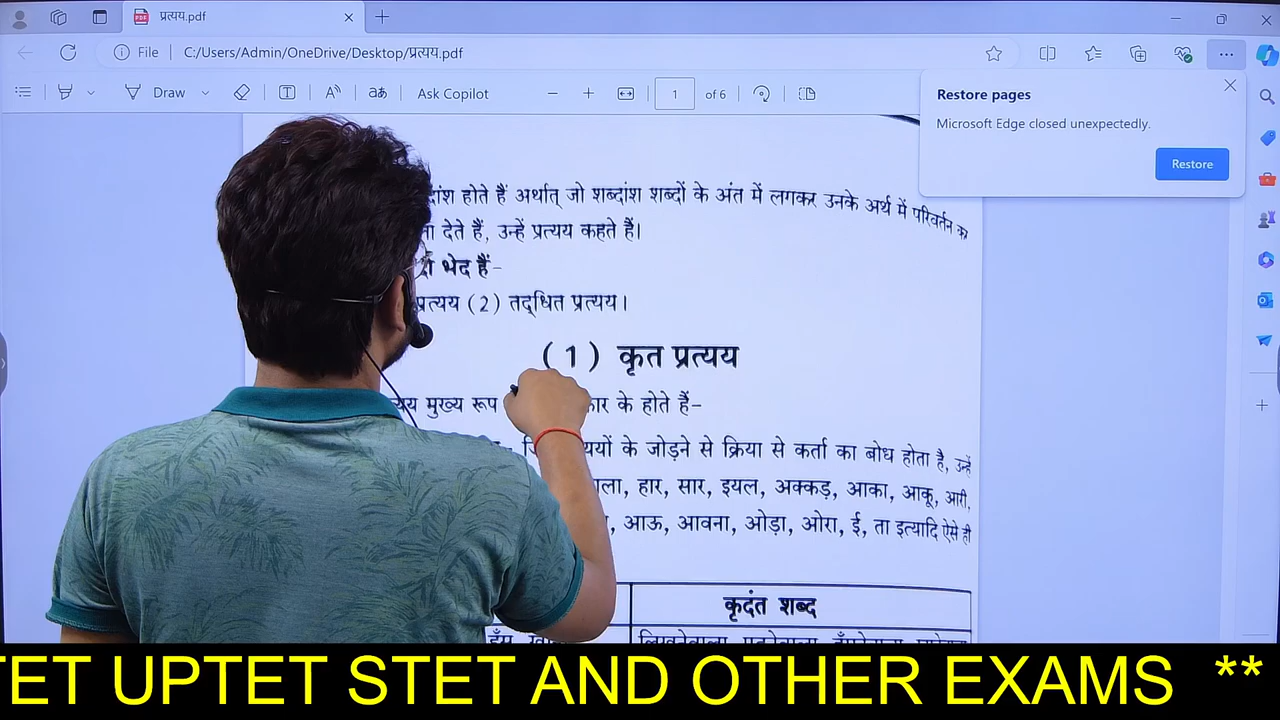 प्रत्यय.pdf
File C:/Users/Admin/OneDrive/Desktop/प्रत्यय.pdf
Draw Ask Copilot 1 of 6
Restore pages
Microsoft Edge closed unexpectedly.
Restore
होते हैं अर्थात् जो शब्दांश शब्दों के अंत में लगकर उनके अर्थ में परिवर्तन कर
देते हैं, उन्हें प्रत्यय कहते हैं।
भेद हैं-
प्रत्यय (2) तद्धित प्रत्यय।
(1) कृत प्रत्यय
मुख्य रूप के होते हैं-
के जोड़ने से क्रिया से कर्ता का बोध होता है, उन्हें
हार, सार, इयल, अक्कड़, आका, आकू, आरी,
आऊ, आवना, ओड़ा, ओरा, ई, ता इत्यादि ऐसे ही
कृदंत शब्द
TET UPTET STET AND OTHER EXAMS **